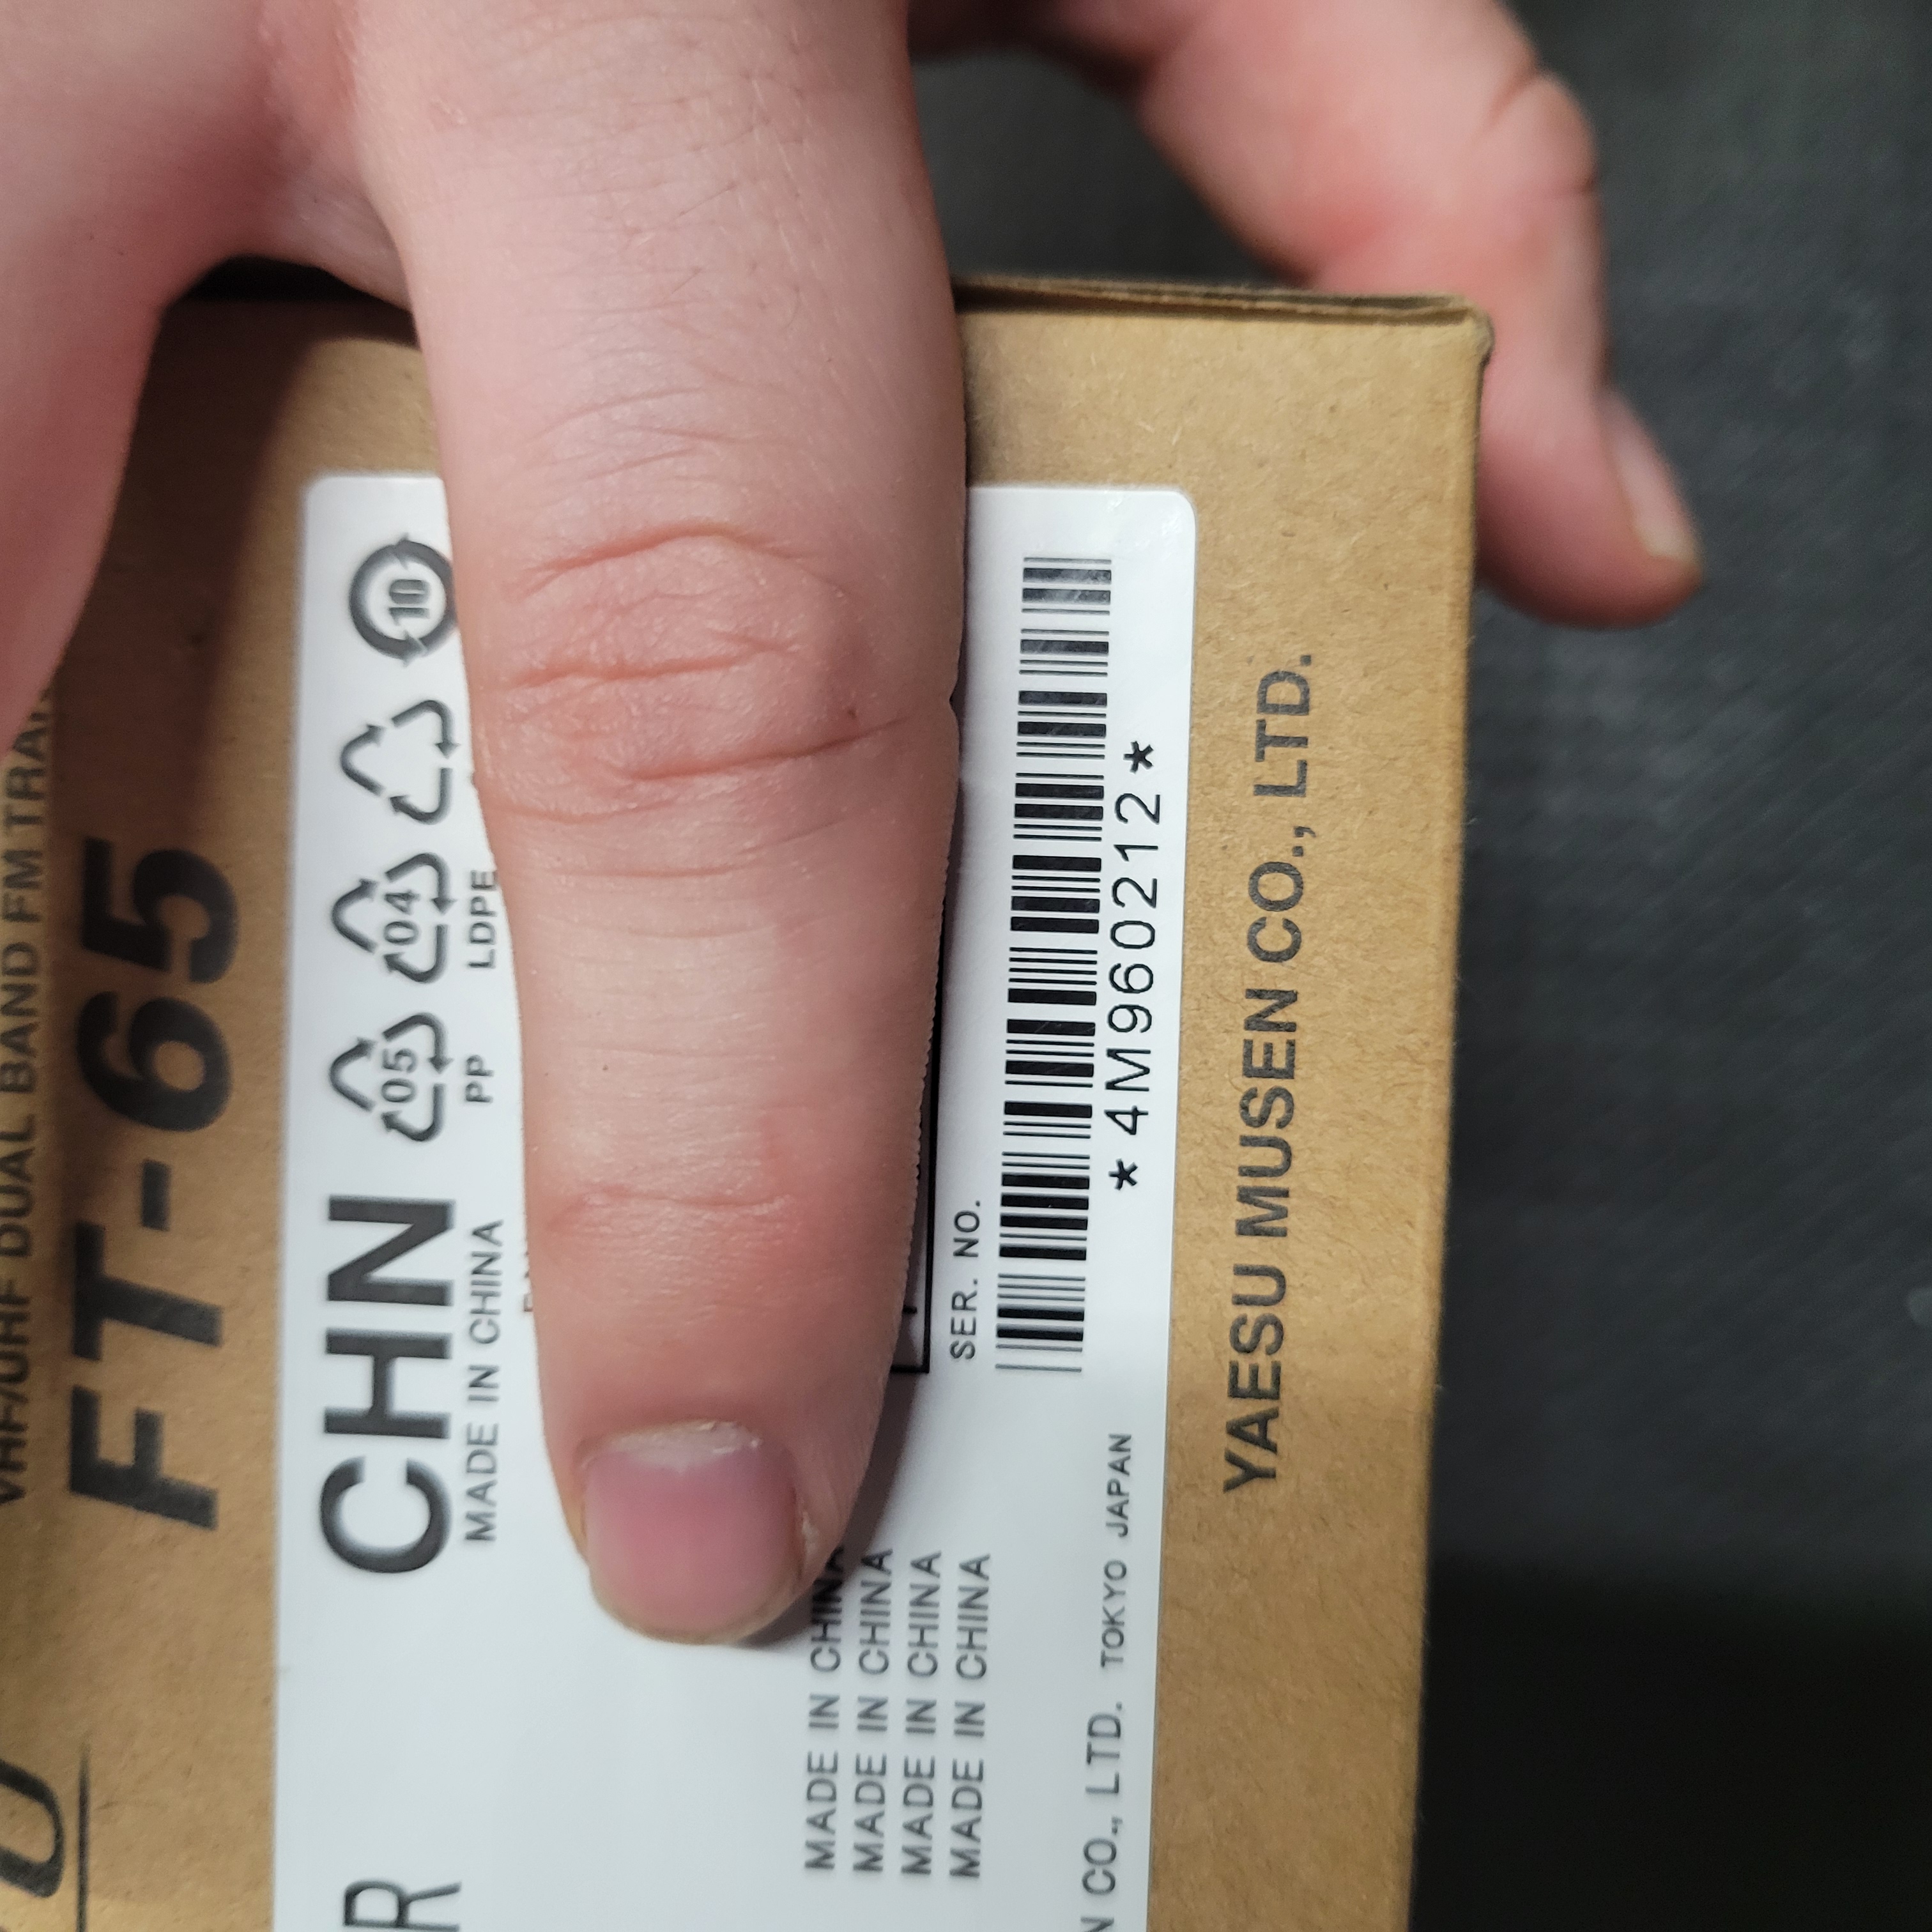 VHF/UHF DUAL BAND FM
FT-65
CHN
MADE IN CHINA
05
PP
04
LDPE
10
MADE IN CHINA
MADE IN CHINA
MADE IN CHINA
MADE IN CHINA
SER. NO.
*4M960212*
CO., LTD. TOKYO JAPAN
YAESU MUSEN CO., LTD.